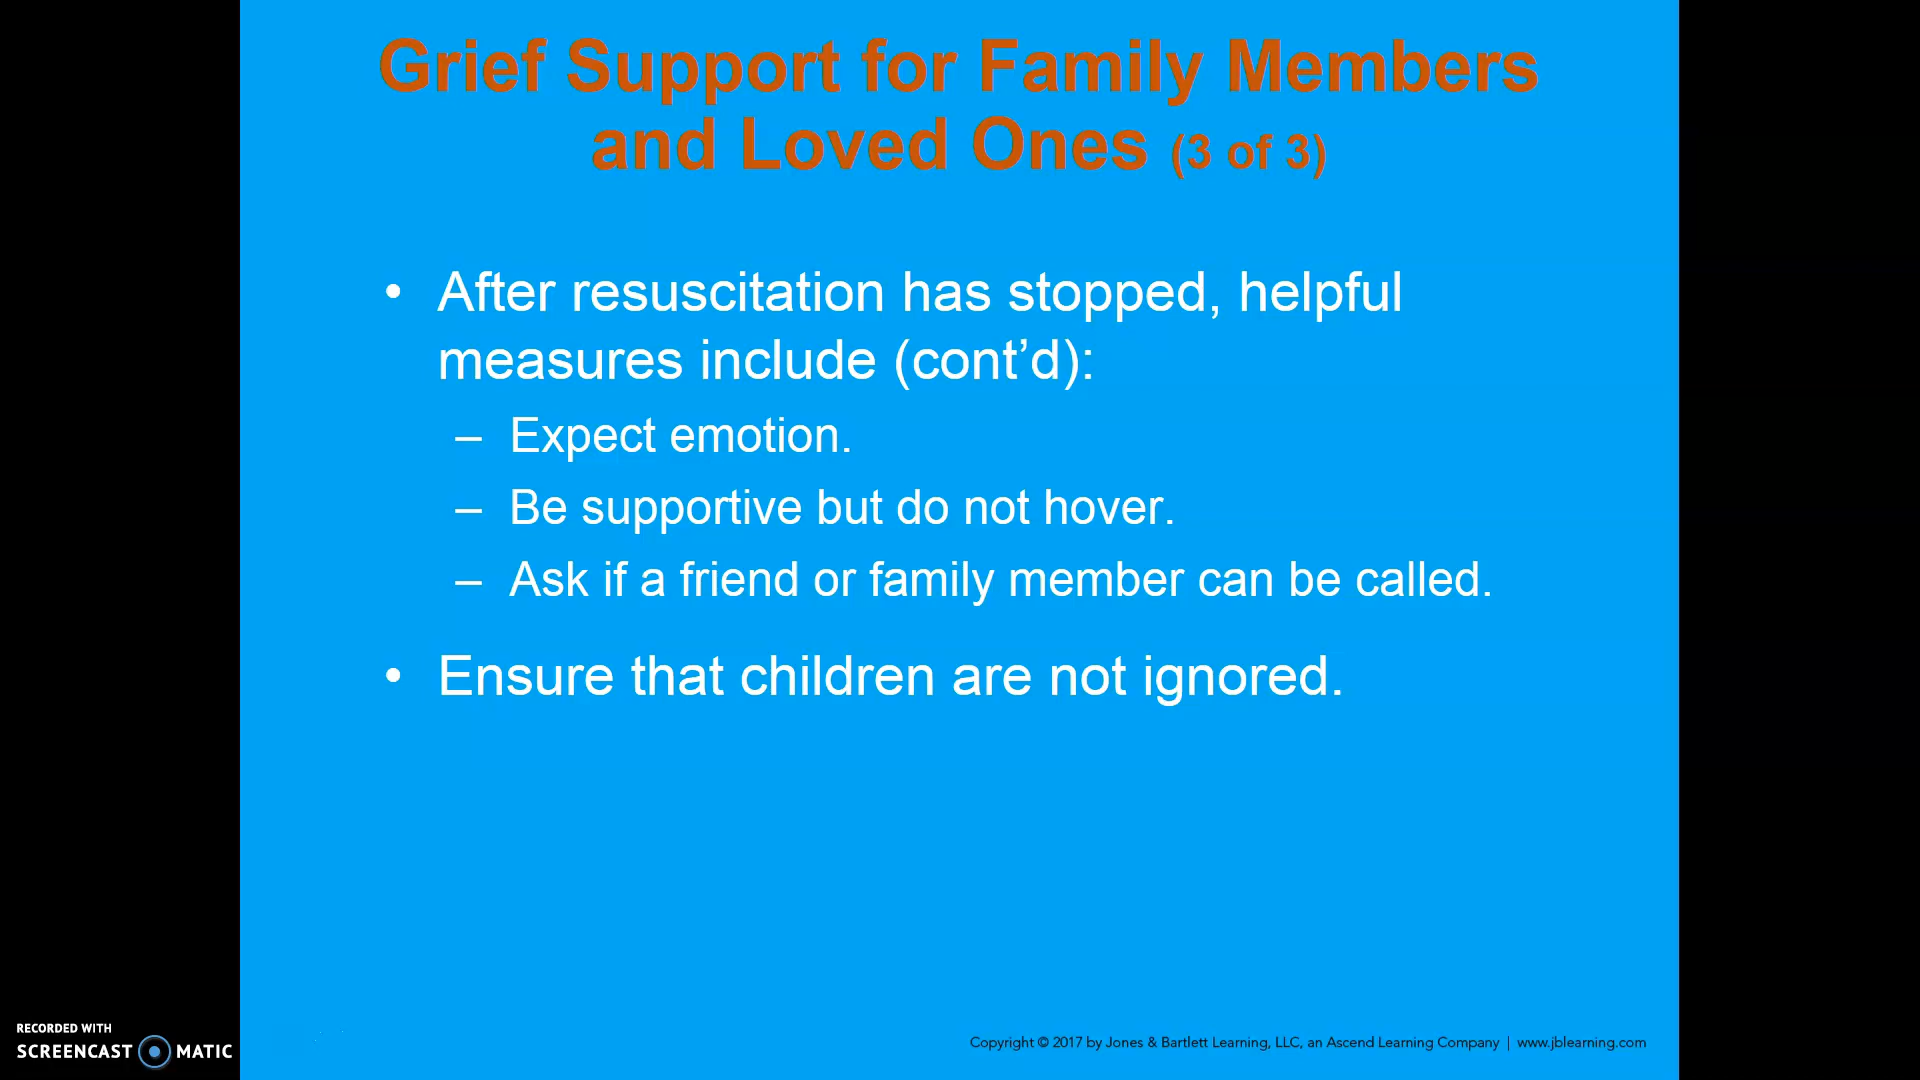 Grief Support for Family Members
and Loved Ones (3 of 3)
• After resuscitation has stopped, helpful
measures include (cont’d):
– Expect emotion.
– Be supportive but do not hover.
– Ask if a friend or family member can be called.
• Ensure that children are not ignored.
RECORDED WITH
SCREENCAST MATIC
Copyright © 2017 by Jones & Bartlett Learning, LLC, an Ascend Learning Company | www.jblearning.com